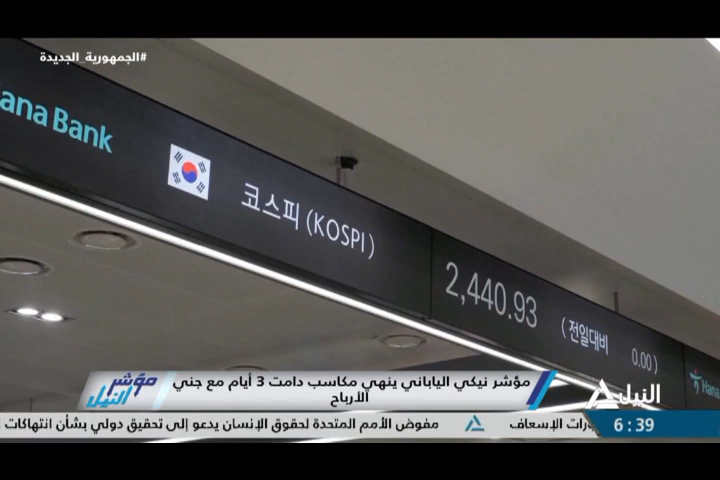 #الجمهورية_الجديدة
ana Bank
코스피 (KOSPI)
2,440.93
(전일대비 0.00)
Hana
مؤشر النيل
مؤشر نيكي الياباني ينهي مكاسب دامت 3 أيام مع جني
الأرباح
النيل
6:39
الإسعاف
مفوض الأمم المتحدة لحقوق الإنسان يدعو إلى تحقيق دولي بشأن انتهاكات